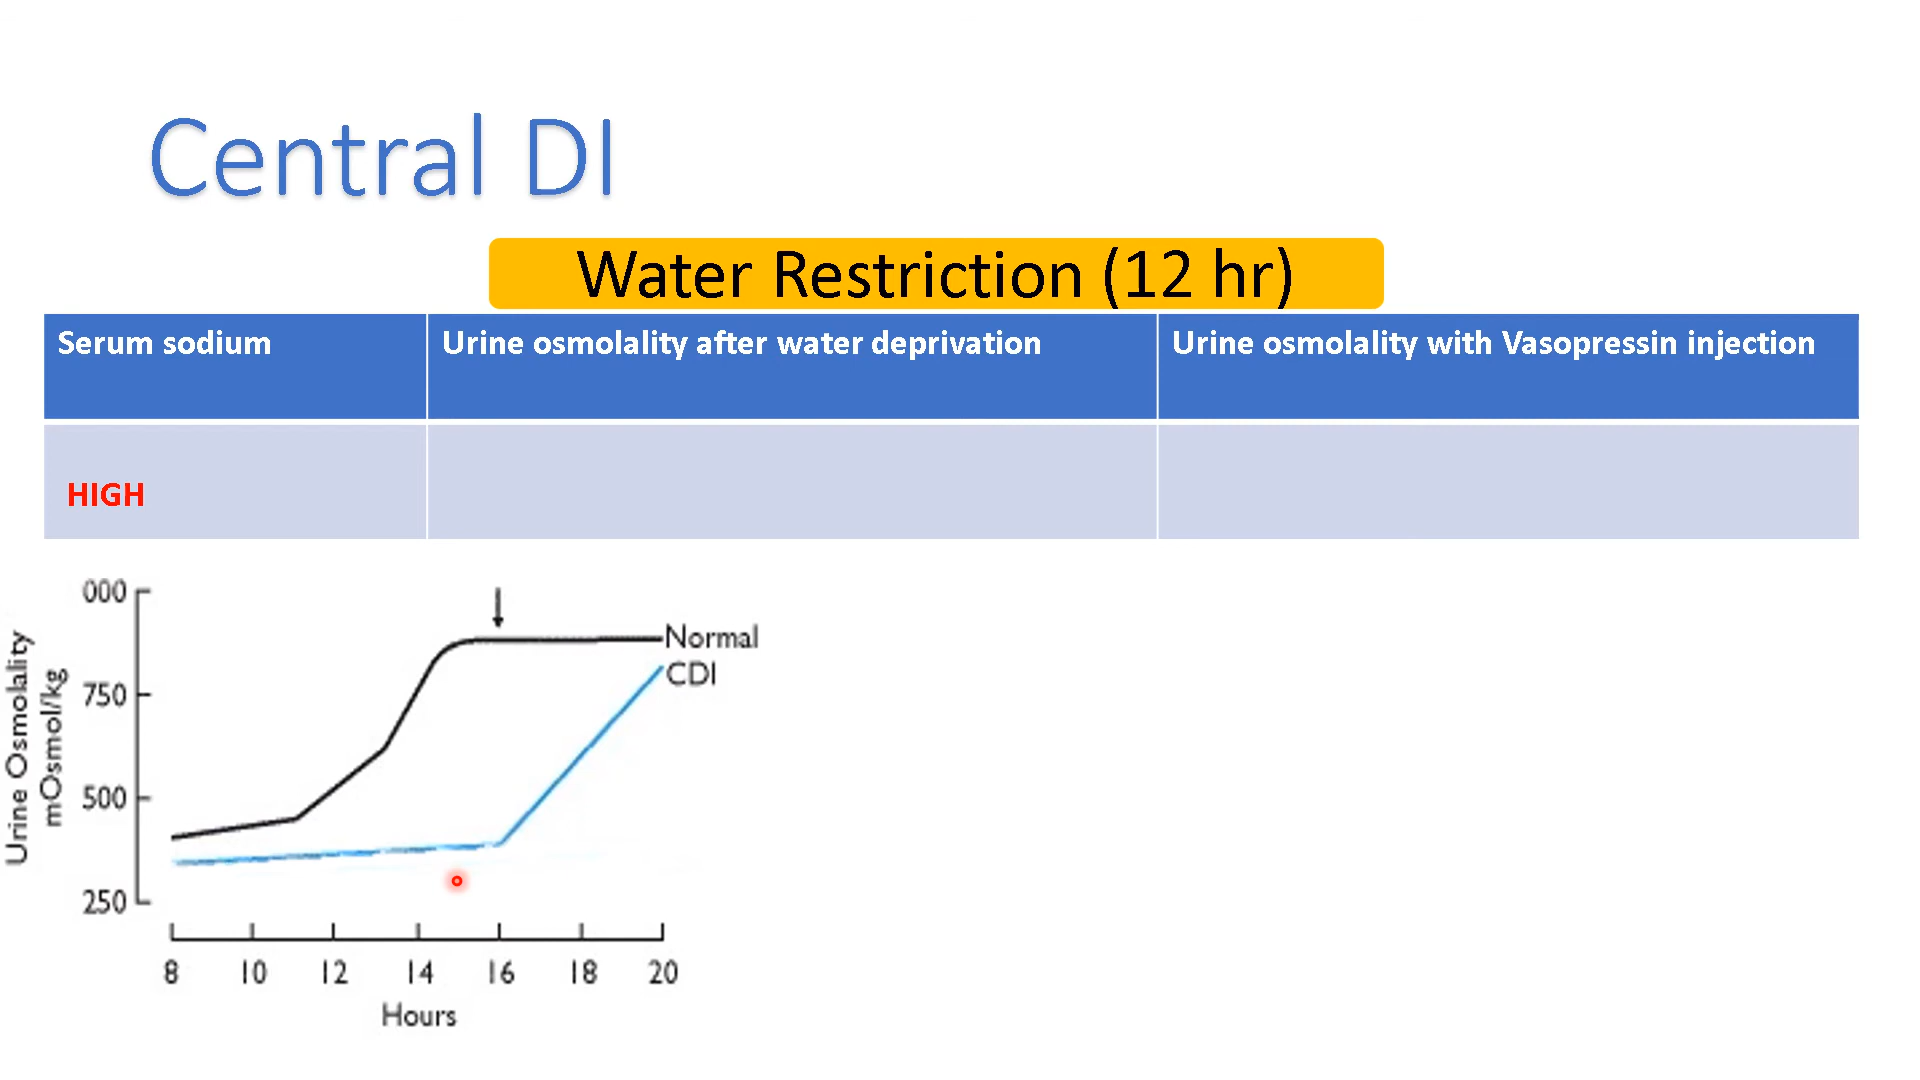 Central DI
Water Restriction (12 hr)
Serum sodium
Urine osmolality after water deprivation
Urine osmolality with Vasopressin injection
HIGH
Urine Osmolality
mOsmol/kg
000
750
500
250
Normal
CDI
8 10 12 14 16 18 20
Hours